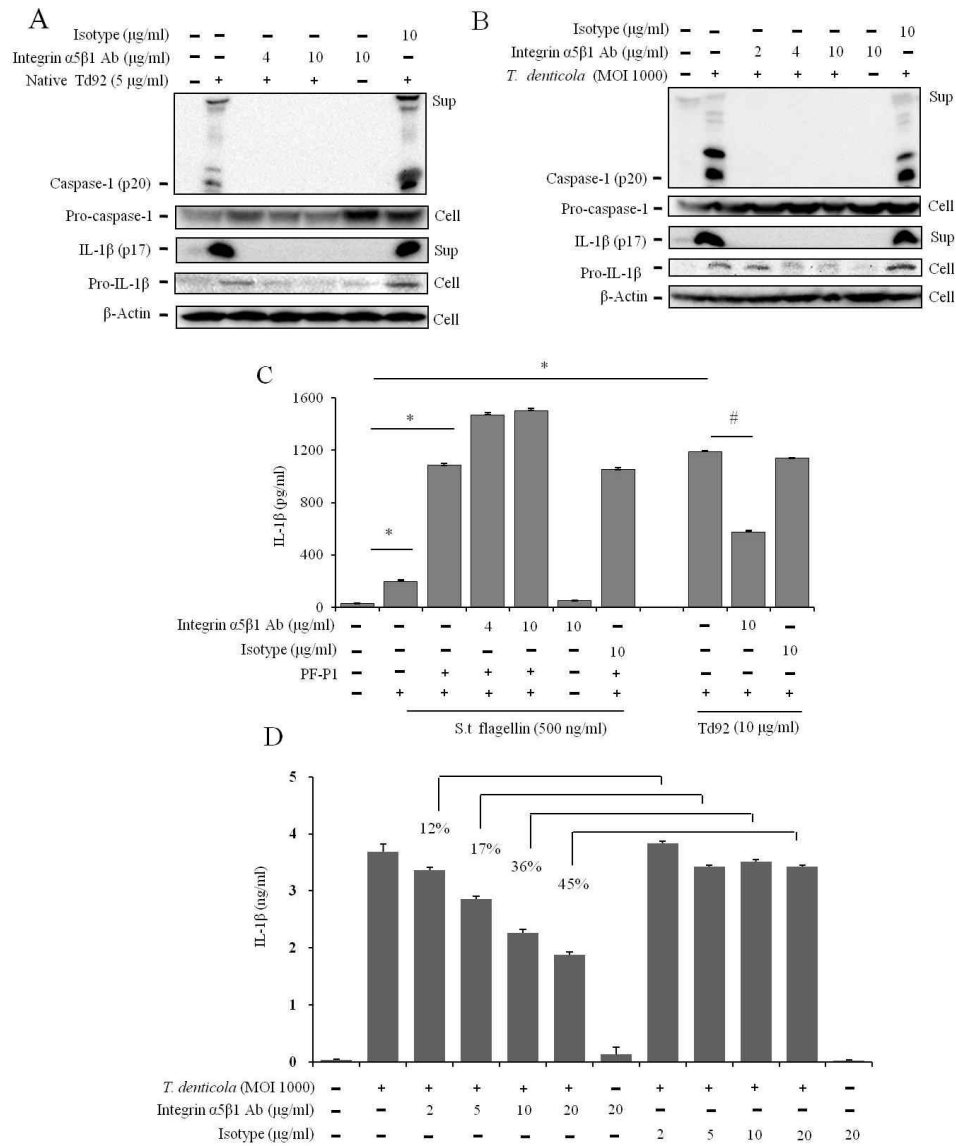 A
Isotype (µg/ml) – – – – – 10
Integrin α5β1 Ab (µg/ml) – – 4 10 10 –
Native Td92 (5 µg/ml) – + + + – +
Sup
Caspase-1 (p20)
Pro-caspase-1 Cell
IL-1β (p17) Sup
Pro-IL-1β Cell
β-Actin Cell
B
Isotype (µg/ml) – – – – – – 10
Integrin α5β1 Ab (µg/ml) – – 2 4 10 10 –
T. denticola (MOI 1000) – + + + + – +
Sup
Caspase-1 (p20)
Pro-caspase-1 Cell
IL-1β (p17) Sup
Pro-IL-1β Cell
β-Actin Cell
C
*
1600
1200
800
400
0
IL-1β (pg/ml)
*
*
#
Integrin α5β1 Ab (µg/ml) – – – 4 10 10 – – 10 –
Isotype (µg/ml) – – – – – – 10 – – 10
PF-P1 – – + + + – + – – –
– + + + + – + + + +
S.t flagellin (500 ng/ml) Td92 (10 µg/ml)
D
5
4
3
2
1
0
IL-1β (ng/ml)
12%
17%
36%
45%
T. denticola (MOI 1000) – + + + + + – + + + + –
Integrin α5β1 Ab (µg/ml) – – 2 5 10 20 20 – – – – –
Isotype (µg/ml) – – – – – – – 2 5 10 20 20